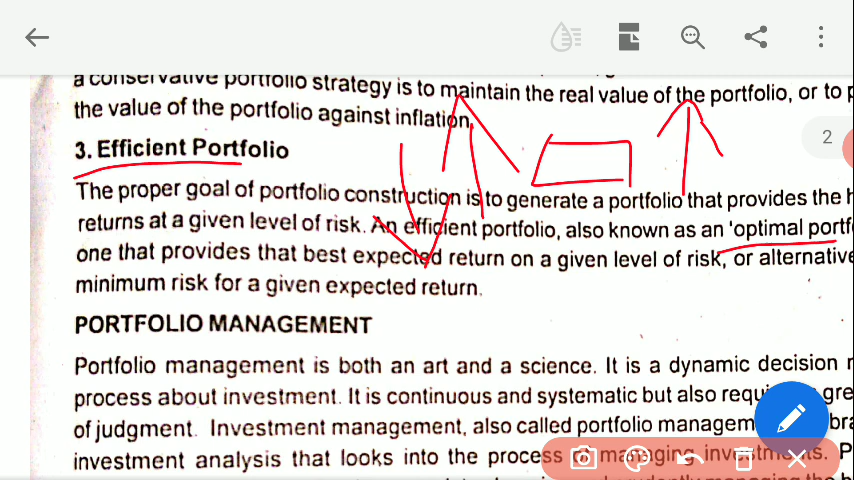 a conservative portfolio strategy is to maintain the real value of the portfolio, or to
the value of the portfolio against inflation.
2
3. Efficient Portfolio
The proper goal of portfolio construction is to generate a portfolio that provides the
returns at a given level of risk. An efficient portfolio, also known as an 'optimal
one that provides that best expected return on a given level of risk, or
minimum risk for a given expected return.
PORTFOLIO MANAGEMENT
Portfolio management is both an art and a science. It is a dynamic decision
process about investment. It is continuous and systematic but also
of judgment. Investment management, also called portfolio
investment analysis that looks into the process of managing investments.